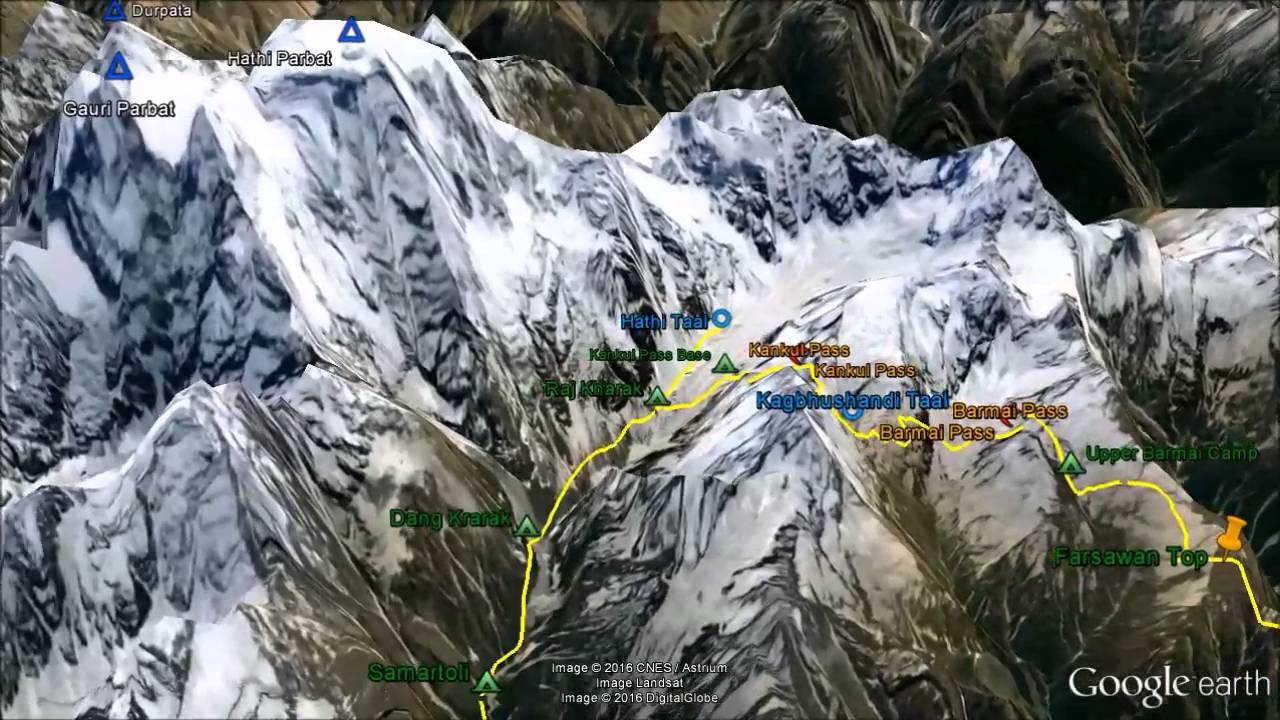 Durpata
Hathi Parbat
Gauri Parbat
Hathi Taal
Kankul Pass Base
Kankul Pass
Kankul Pass
Raj Kharak
Kagbhushandi Taal
Barmai Pass
Barmai Pass
Upper Barmai Camp
Dang Krarak
Farsawan Top
Samartoli
Image © 2016 CNES / Astrium
Image Landsat
Image © 2016 DigitalGlobe
Google earth